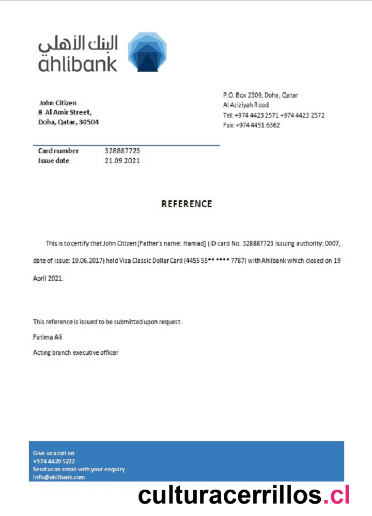 البنك الأهلي
ahlibank
John Citizen
8 Al Amir Street,
Doha, Qatar, 30504
P.O. Box 2309, Doha, Qatar
Al Aziziyah Road
Tel: +974 4423 2571 +974 4423 2572
Fax: +974 4451 6562
Card number 328887723
Issue date 21.09.2021
REFERENCE
This is to certify that John Citizen [Father's name: Hamad] (ID card No. 328887723 issuing authority: 0007,
date of issue: 19.06.2017) held Visa Classic Dollar Card (4455 55** **** 7787) with Ahlibank which closed on 19
April 2021.
This reference is issued to be submitted upon request.
Fatima Ali
Acting branch executive officer
Give us a call on
+974 4420 5222
Send us an email with your enquiry
info@ahlibank.com
culturacerrillos.cl